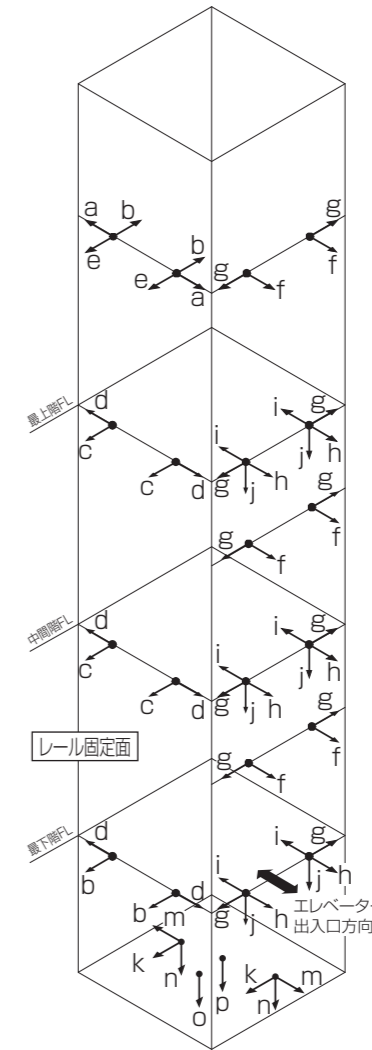 a b g
e b f
e a g f
最上階FL d i g
c j h
c d i g j h
g
g f
f
中間階FL d i g
c j h
c d i g j h
g
レール固定面 g f
f
最下階FL d i g
b j h
b d i g j h
エレベーター
出入口方向
m
k n k m
o p n